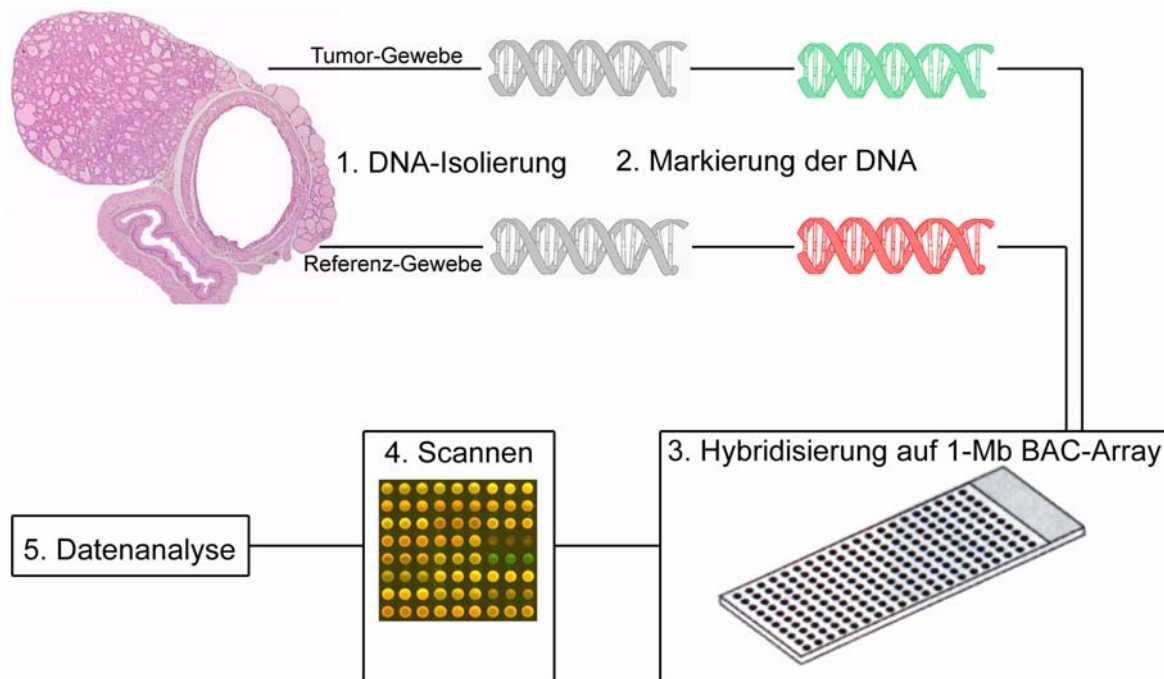 Tumor-Gewebe
1. DNA-Isolierung
2. Markierung der DNA
Referenz-Gewebe
3. Hybridisierung auf 1-Mb BAC-Array
4. Scannen
5. Datenanalyse